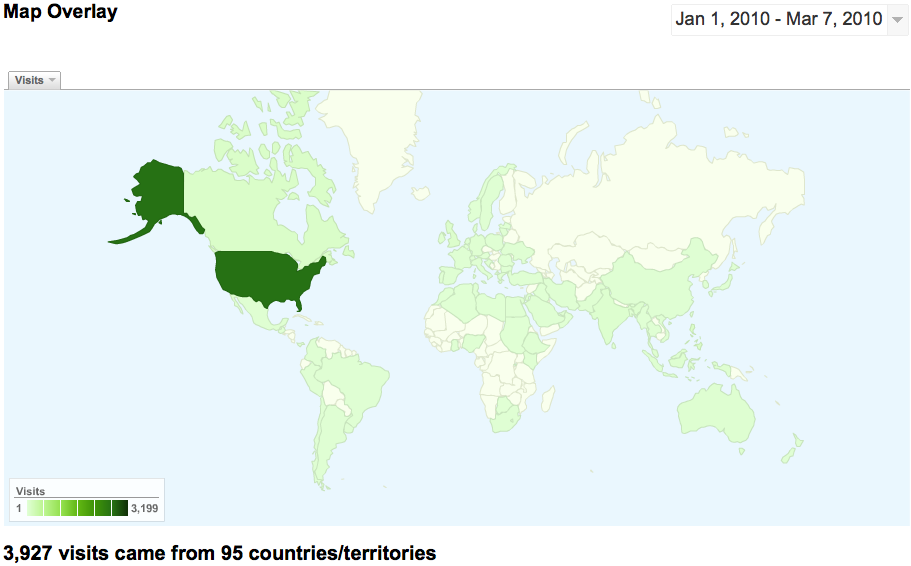 Map Overlay
Jan 1, 2010 - Mar 7, 2010
Visits
Visits
1 3,199
3,927 visits came from 95 countries/territories